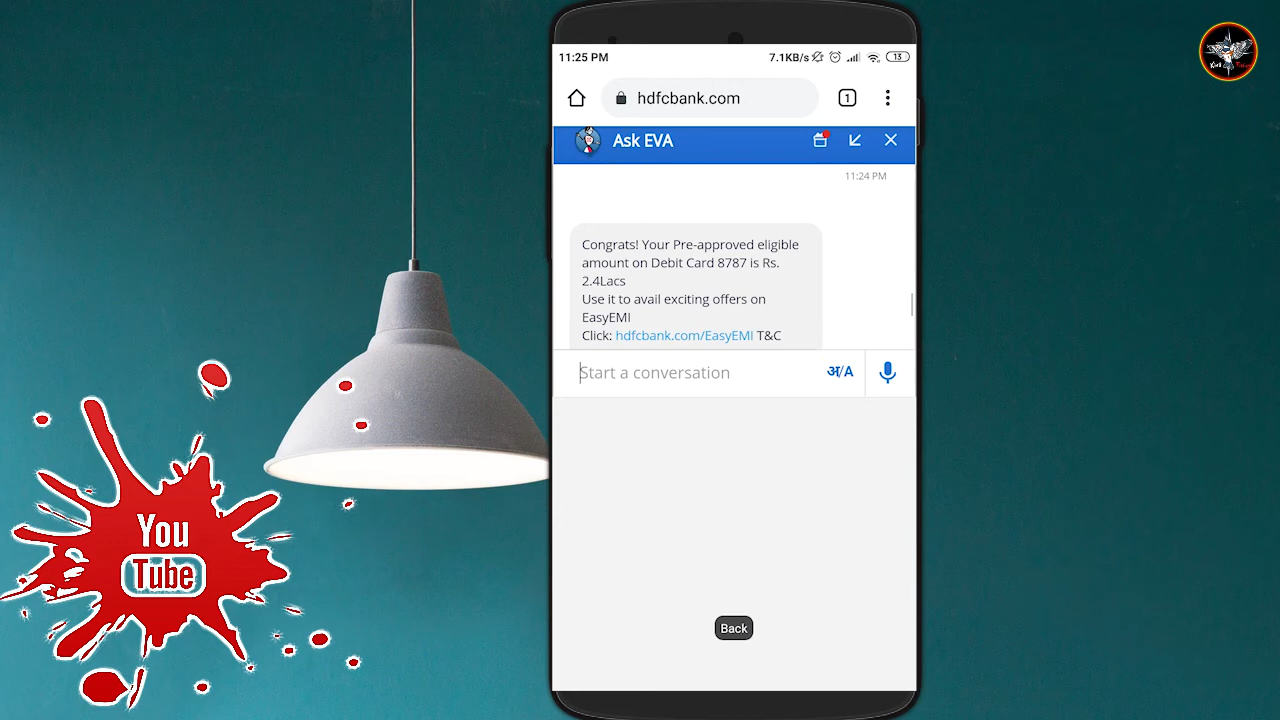 11:25 PM
7.1KB/s
13
hdfcbank.com
1
Ask EVA
11:24 PM
Congrats! Your Pre-approved eligible
amount on Debit Card 8787 is Rs.
2.4Lacs
Use it to avail exciting offers on
EasyEMI
Click: hdfcbank.com/EasyEMI T&C
Start a conversation
अ/A
Back
You
Tube